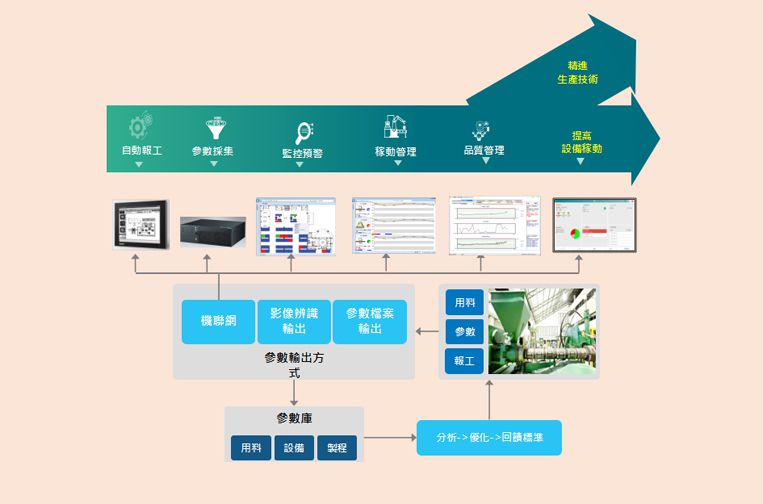 精進
生產技術
提高
設備稼動
自動報工
參數採集
監控預警
稼動管理
品質管理
機聯網
影像辨識
輸出
參數檔案
輸出
參數輸出方
式
用料
參數
報工
參數庫
用料
設備
製程
分析->優化->回饋標準